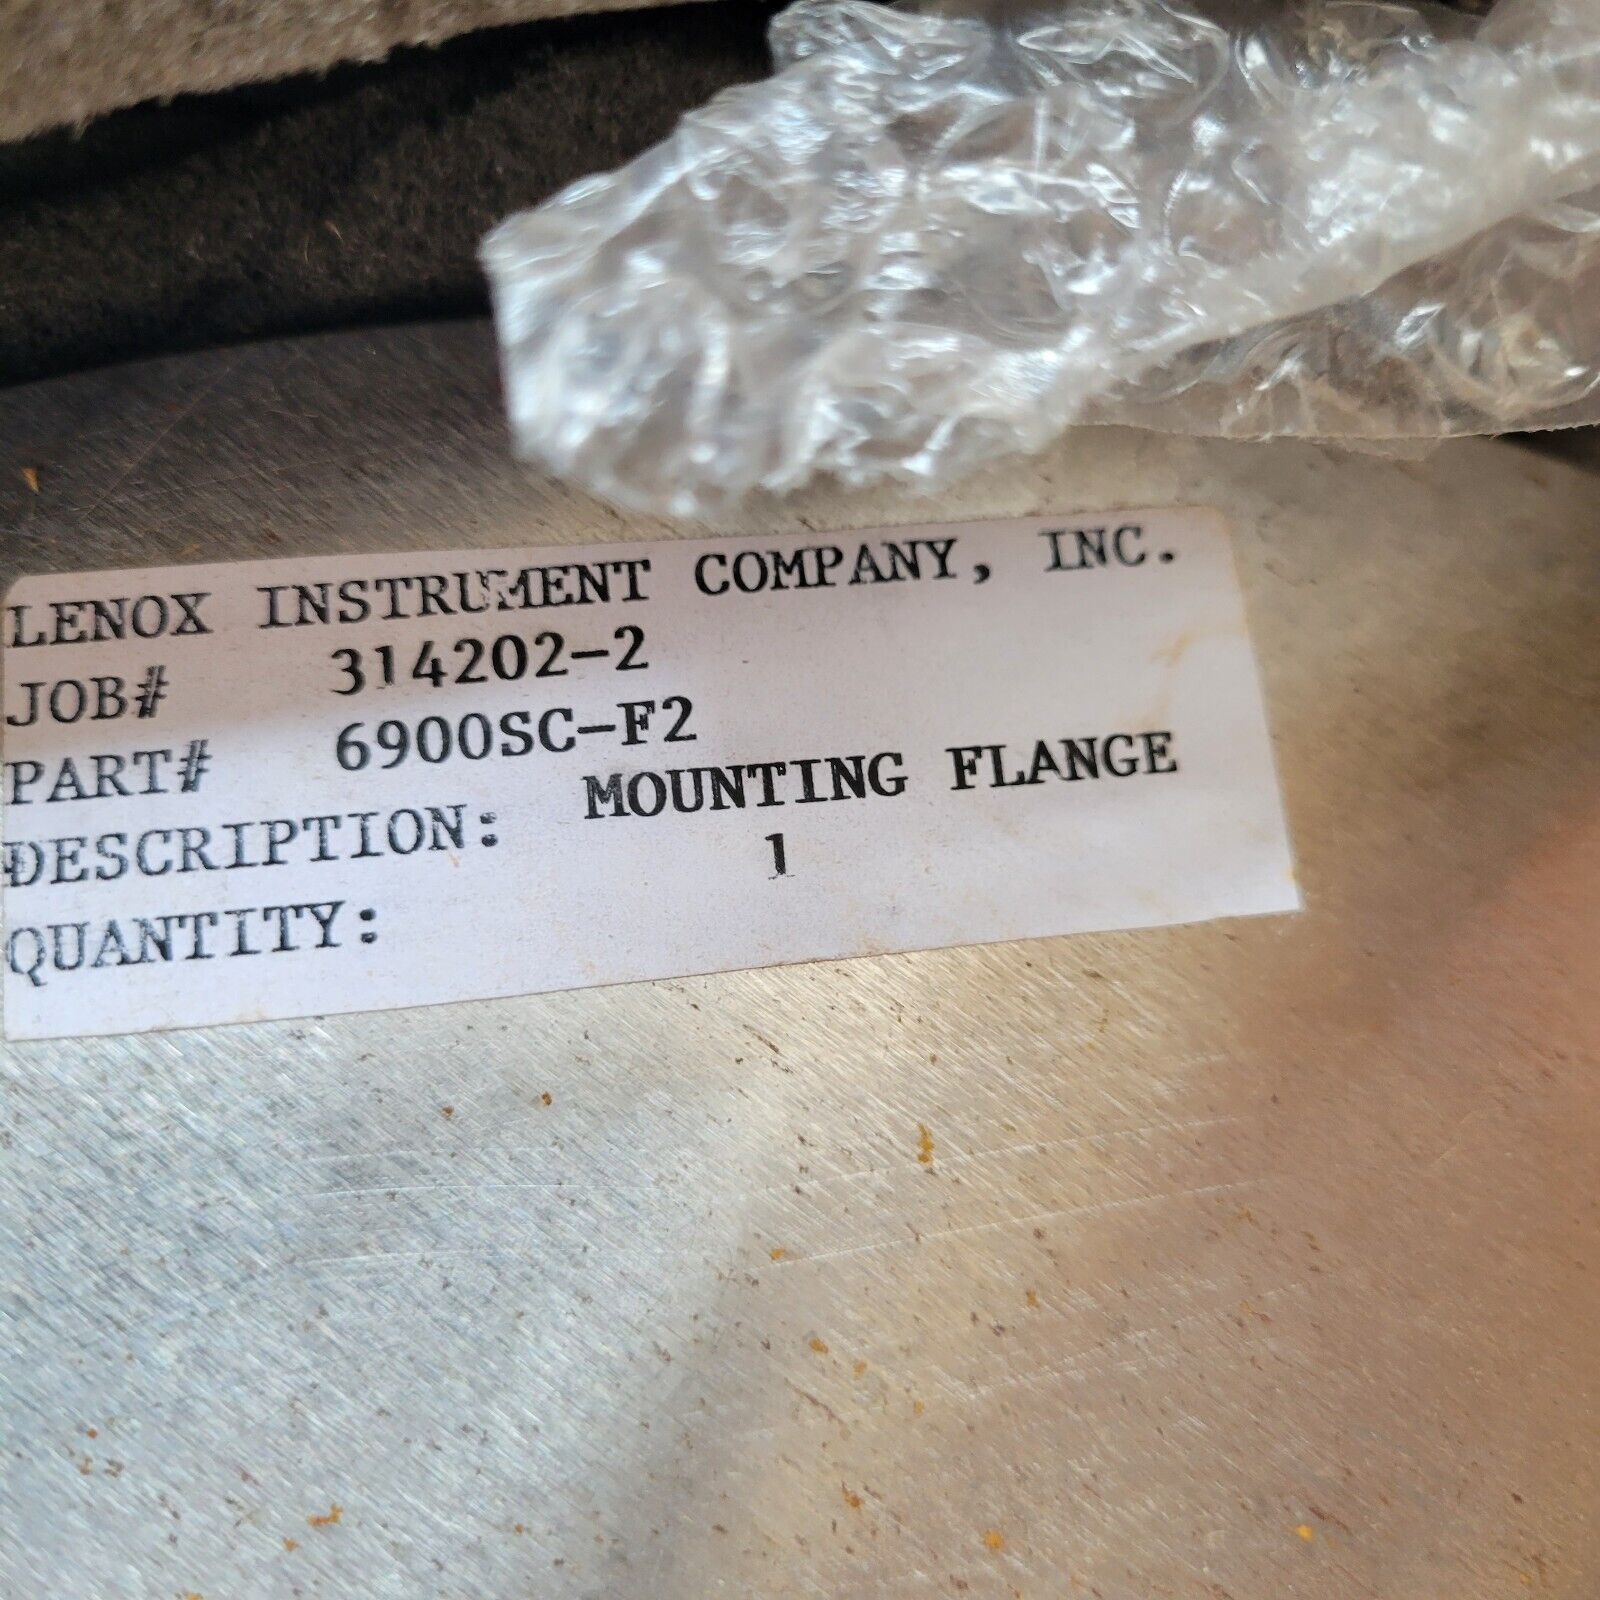 LENOX INSTRUMENT COMPANY, INC.
JOB# 314202-2
PART# 6900SC-F2
DESCRIPTION: MOUNTING FLANGE
QUANTITY: 1